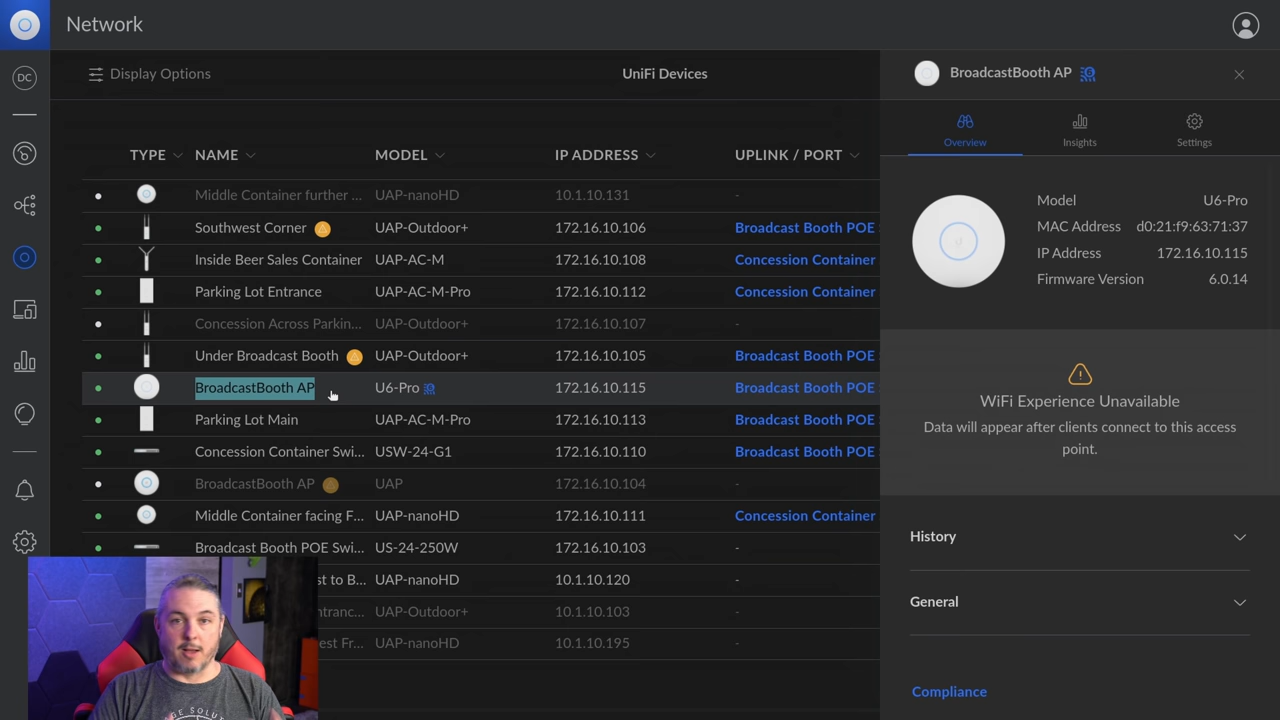 Network
DC
Display Options
UniFi Devices
TYPE NAME MODEL IP ADDRESS UPLINK / PORT
Middle Container further ... UAP-nanoHD 10.1.10.131 -
Southwest Corner UAP-Outdoor+ 172.16.10.106 Broadcast Booth POE
Inside Beer Sales Container UAP-AC-M 172.16.10.108 Concession Container
Parking Lot Entrance UAP-AC-M-Pro 172.16.10.112 Concession Container
Concession Across Parkin... UAP-Outdoor+ 172.16.10.107 -
Under Broadcast Booth UAP-Outdoor+ 172.16.10.105 Broadcast Booth POE
BroadcastBooth AP U6-Pro 172.16.10.115 Broadcast Booth POE
Parking Lot Main UAP-AC-M-Pro 172.16.10.113 Broadcast Booth POE
Concession Container Swi... USW-24-G1 172.16.10.110 Broadcast Booth POE
BroadcastBooth AP UAP 172.16.10.104 -
Middle Container facing F... UAP-nanoHD 172.16.10.111 Concession Container
Broadcast Booth POE Swi... US-24-250W 172.16.10.103 -
st to B... UAP-nanoHD 10.1.10.120 -
ntranc... UAP-Outdoor+ 10.1.10.103 -
est Fr... UAP-nanoHD 10.1.10.195 -
BroadcastBooth AP
Overview Insights Settings
Model U6-Pro
MAC Address d0:21:f9:63:71:37
IP Address 172.16.10.115
Firmware Version 6.0.14
WiFi Experience Unavailable
Data will appear after clients connect to this access
point.
History
General
Compliance